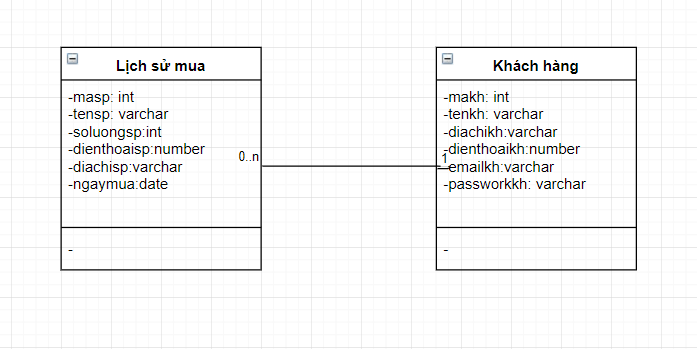 Lịch sử mua
-masp: int
-tensp: varchar
-soluongsp:int
-dienthoaisp:number
-diachisp:varchar
-ngaymua:date
-
0..n
1
Khách hàng
-makh: int
-tenkh: varchar
-diachikh:varchar
-dienthoaikh:number
-emailkh:varchar
-passworkkh: varchar
-